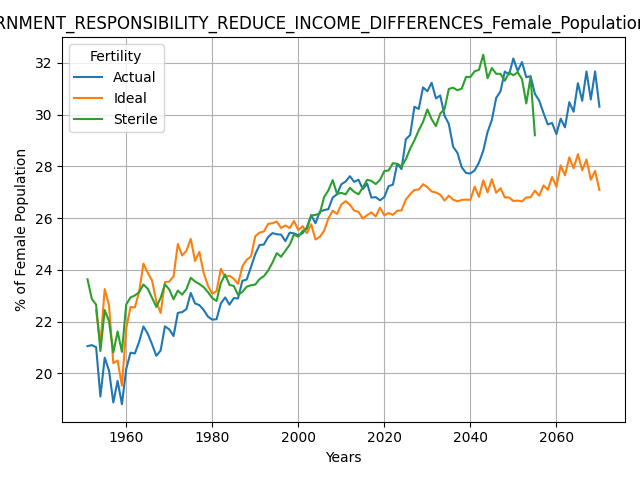 RNMENT_RESPONSIBILITY_REDUCE_INCOME_DIFFERENCES_Female_Population
Fertility
Actual
Ideal
Sterile
32
30
28
26
24
22
20
% of Female Population
1960
1980
2000
2020
2040
2060
Years